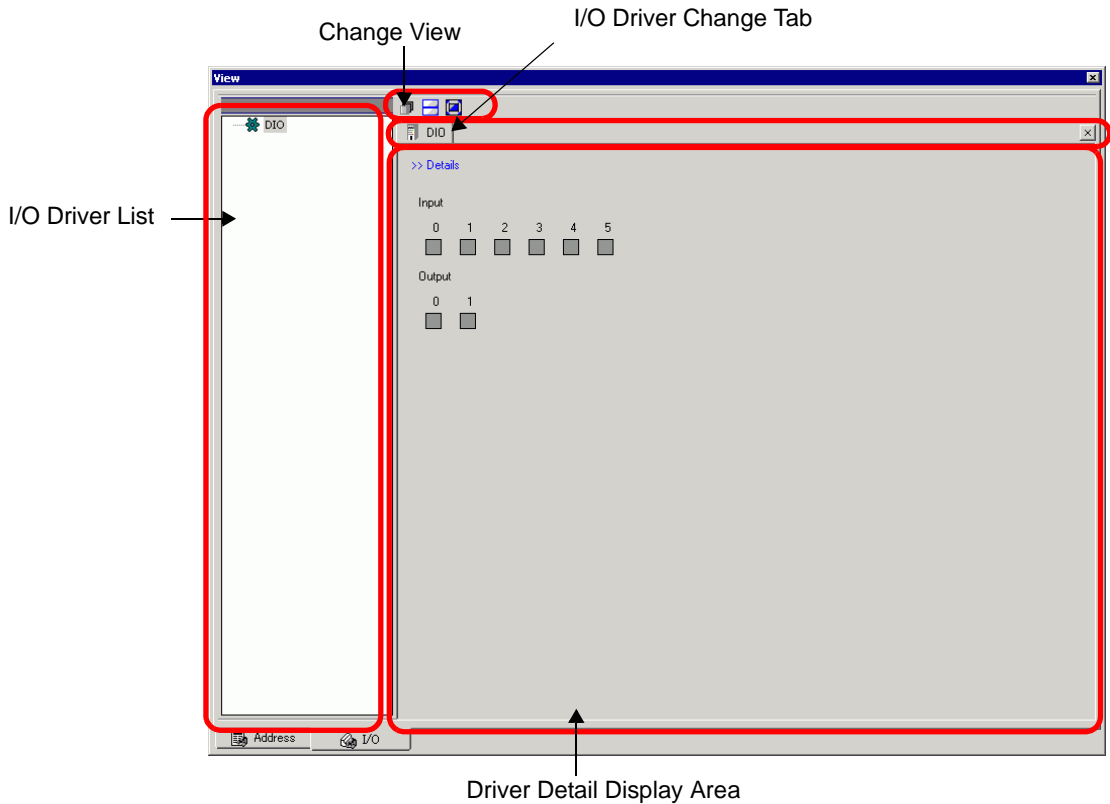 I/O Driver Change Tab
Change View
View
DIO
DIO
>> Details
Input
0 1 2 3 4 5
I/O Driver List
Output
0 1
Address I/O
Driver Detail Display Area